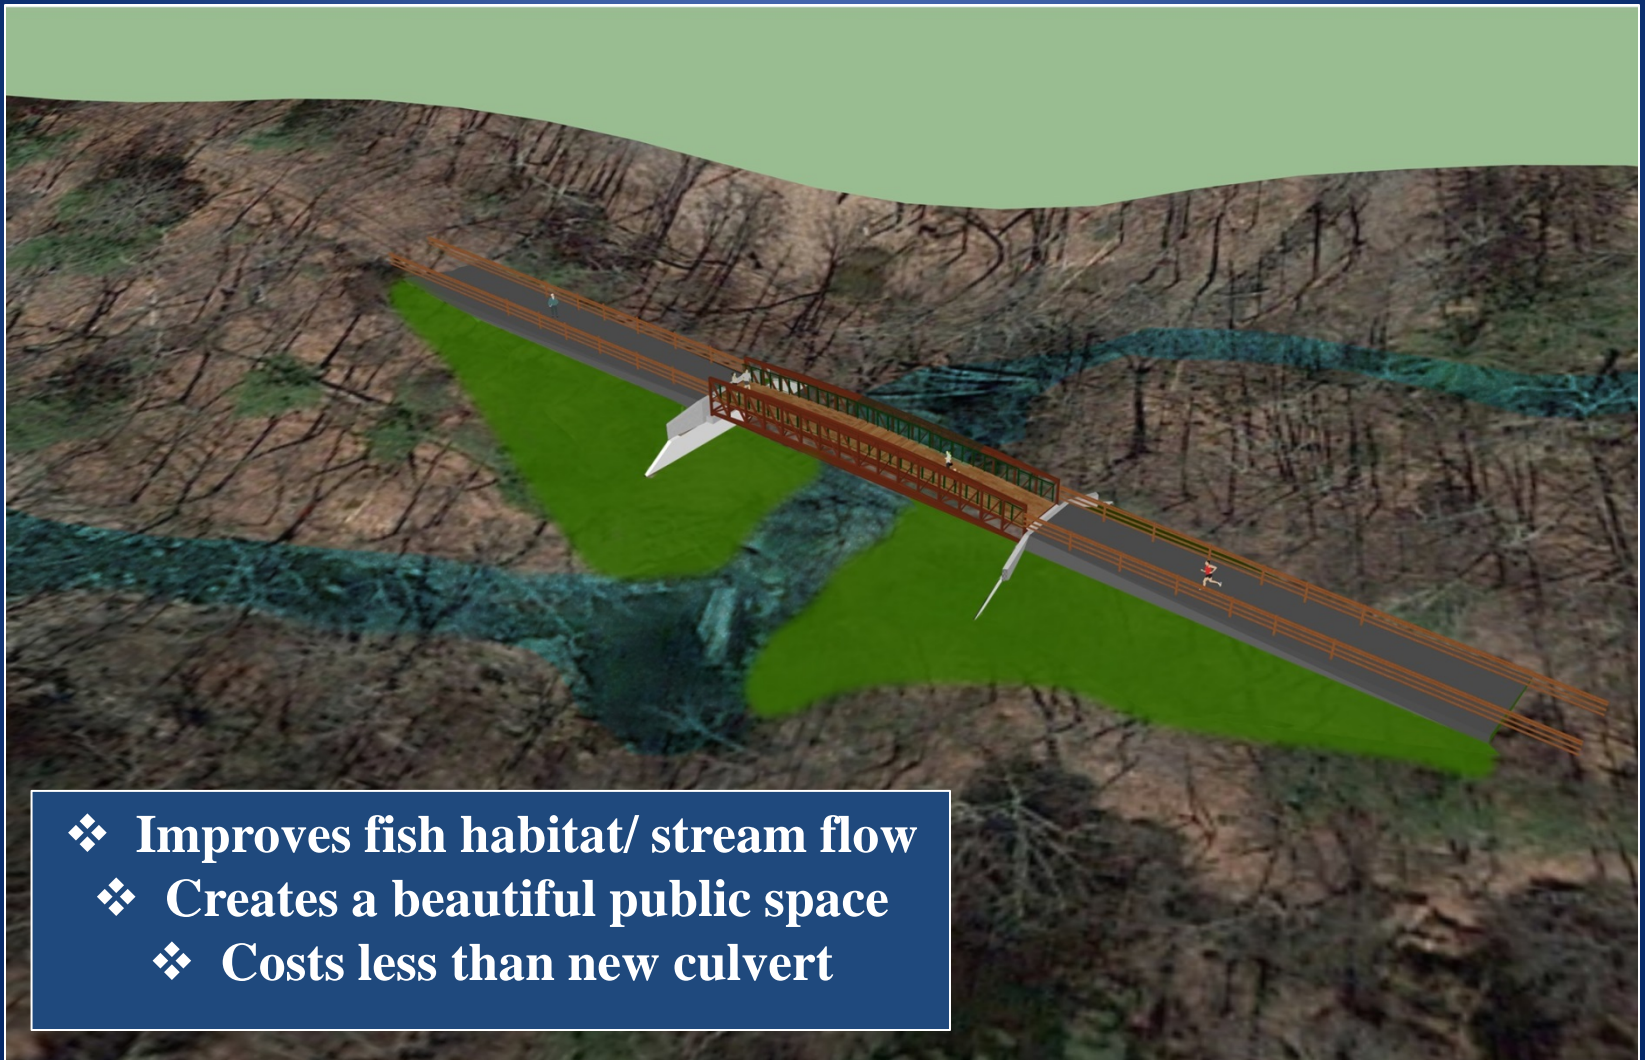 ❖ Improves fish habitat/ stream flow
❖ Creates a beautiful public space
❖ Costs less than new culvert